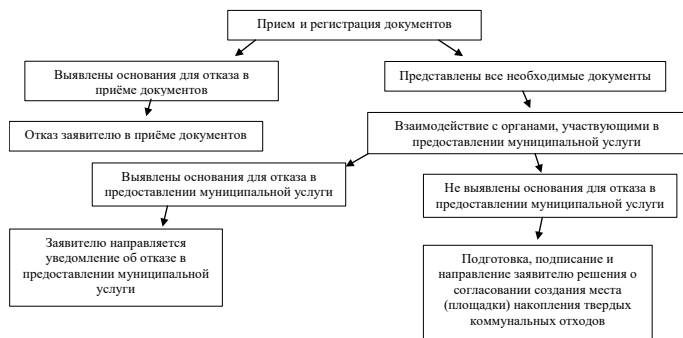 Прием и регистрация документов
Выявлены основания для отказа в
приёме документов
Представлены все необходимые документы
Отказ заявителю в приёме документов
Взаимодействие с органами, участвующими в
предоставлении муниципальной услуги
Выявлены основания для отказа в
предоставлении муниципальной услуги
Не выявлены основания для отказа в
предоставлении муниципальной услуги
Заявителю направляется
уведомление об отказе в
предоставлении муниципальной
услуги
Подготовка, подписание и
направление заявителю решения о
согласовании создания места
(площадки) накопления твердых
коммунальных отходов